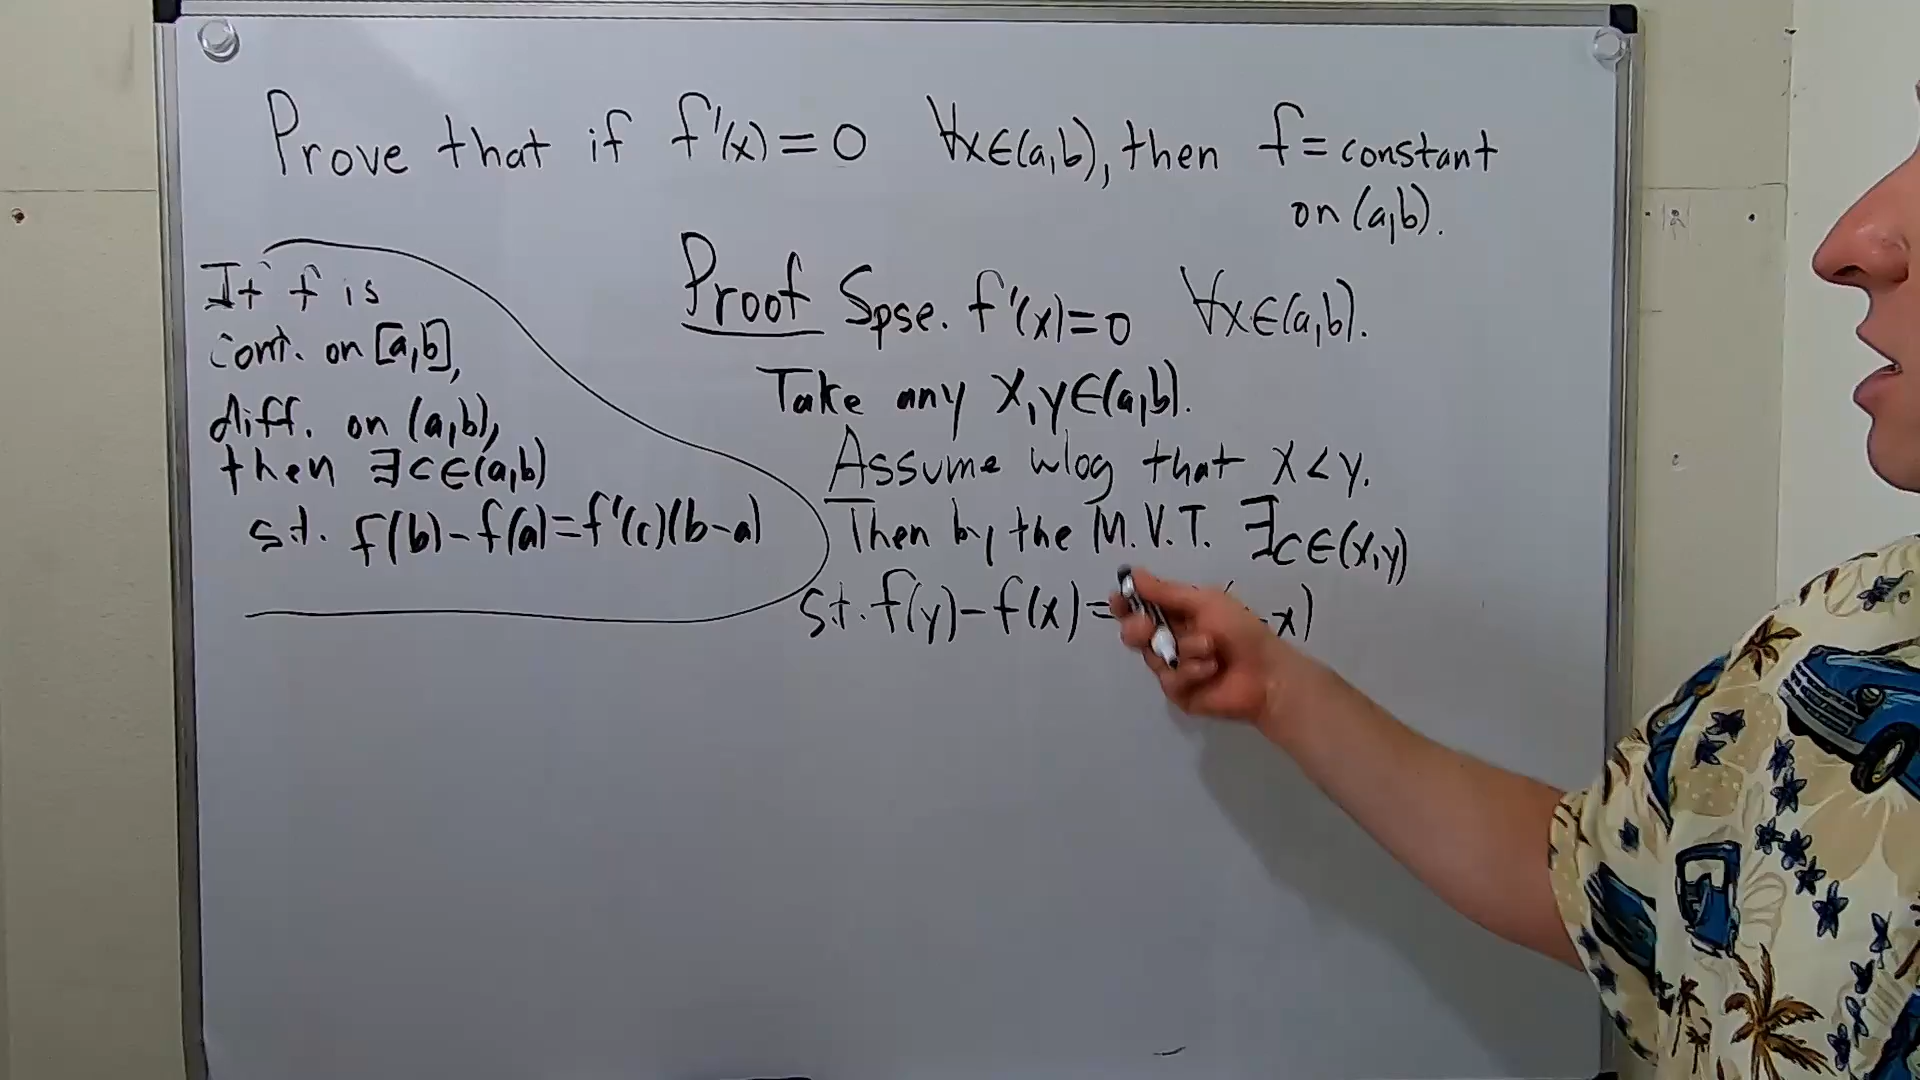 Prove that if f'(x) = 0 ∀x∈(a,b), then f = constant
on (a,b).
If f is
cont. on [a,b],
diff. on (a,b),
then ∃c∈(a,b)
s.t. f(b)-f(a)=f'(c)(b-a)
Proof Spse. f'(x)=0 ∀x∈(a,b).
Take any x,y∈(a,b).
Assume wlog that x<y.
Then by the M.V.T. ∃c∈(x,y)
s.t. f(y)-f(x)= -x)